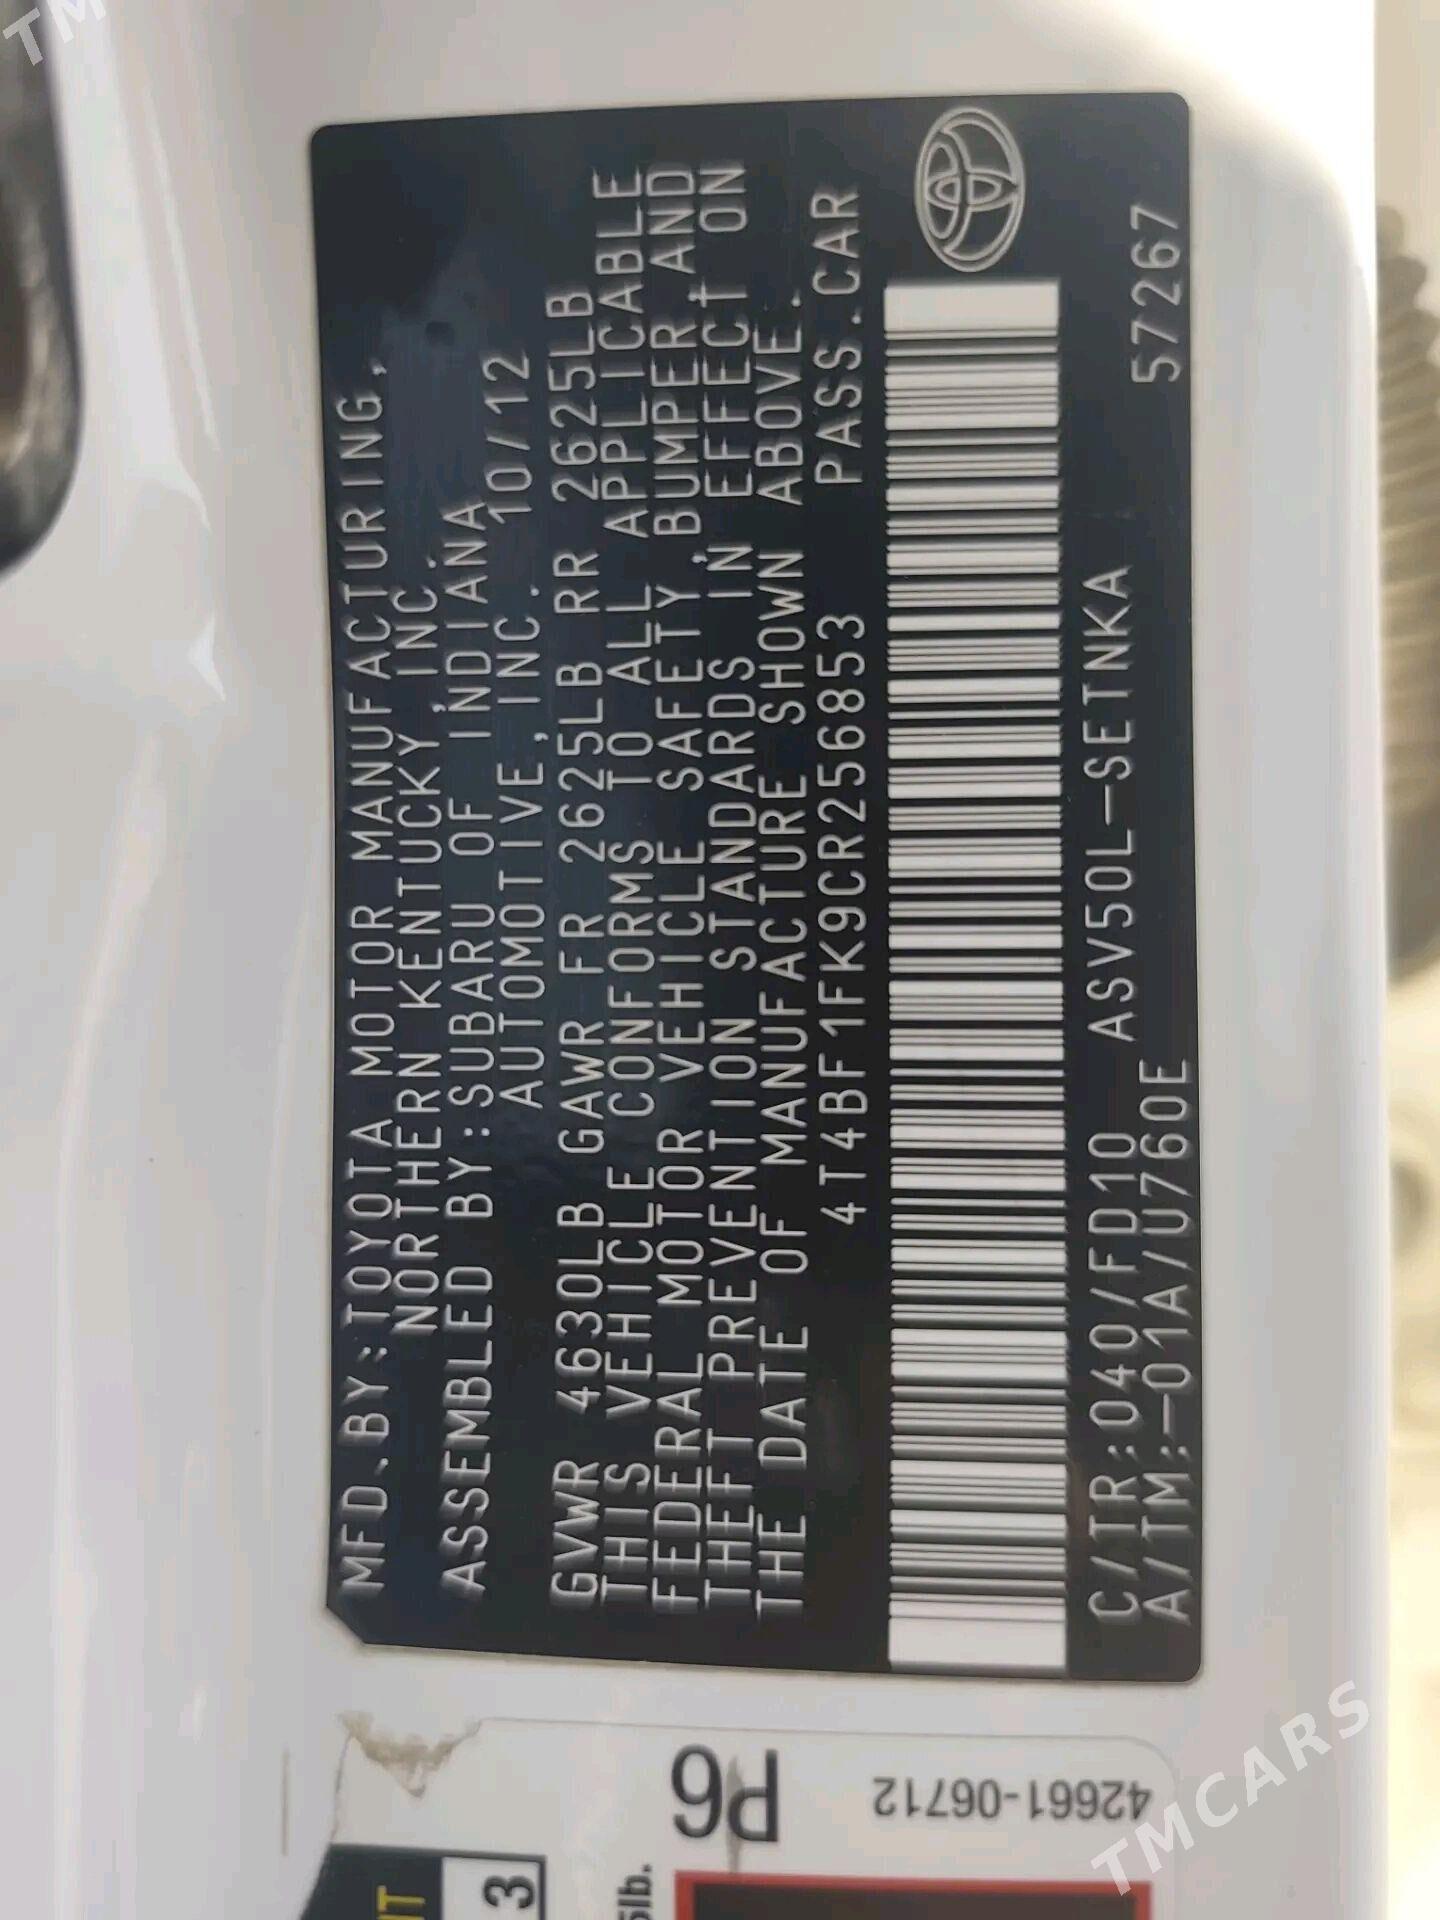 MFD.BY:TOYOTA MOTOR MANUFACTURING,
NORTHERN KENTUCKY,INC.
ASSEMBLED BY:SUBARU OF INDIANA
AUTOMOTIVE,INC. 10/12
GVWR 4630LB GAWR FR 2625LB RR 2625LB
THIS VEHICLE CONFORMS TO ALL APPLICABLE
FEDERAL MOTOR VEHICLE SAFETY,BUMPER,AND
THEFT PREVENTION STANDARDS IN EFFECT ON
THE DATE OF MANUFACTURE SHOWN ABOVE.
4T4BF1FK9CR256853 PASS.CAR
C/TR:040/FD10 ASV50L-SETNKA
A/TM:-01A/U760E 57267
P6
42661-06712
3
lb.
TMCARS
TM